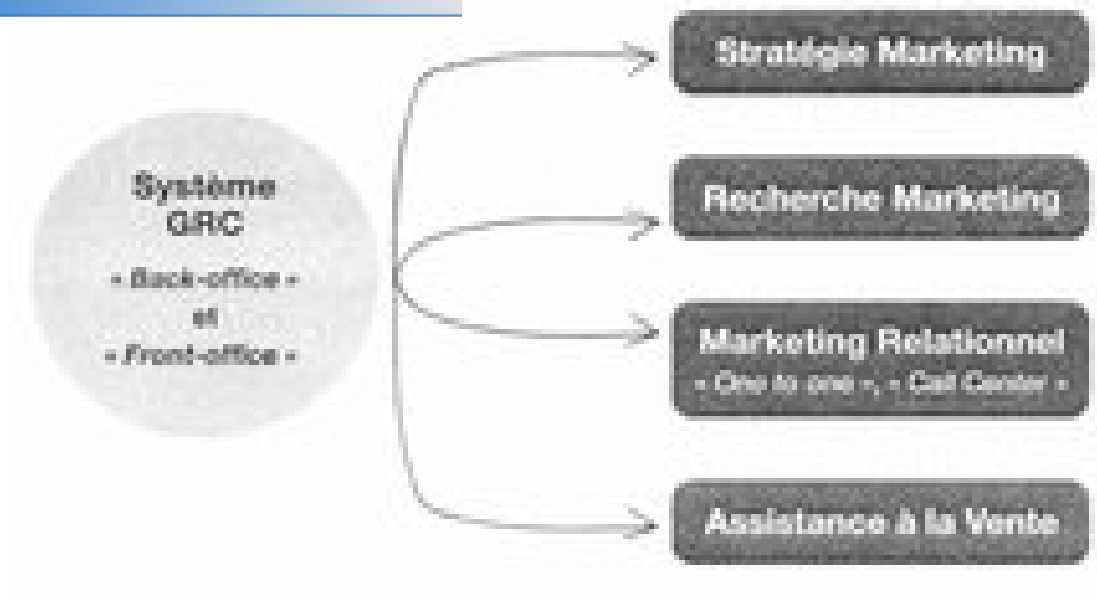 Système
GRC
« Back-office »
et
« Front-office »
Stratégie Marketing
Recherche Marketing
Marketing Relationnel
« One to one », « Call Center »
Assistance à la Vente